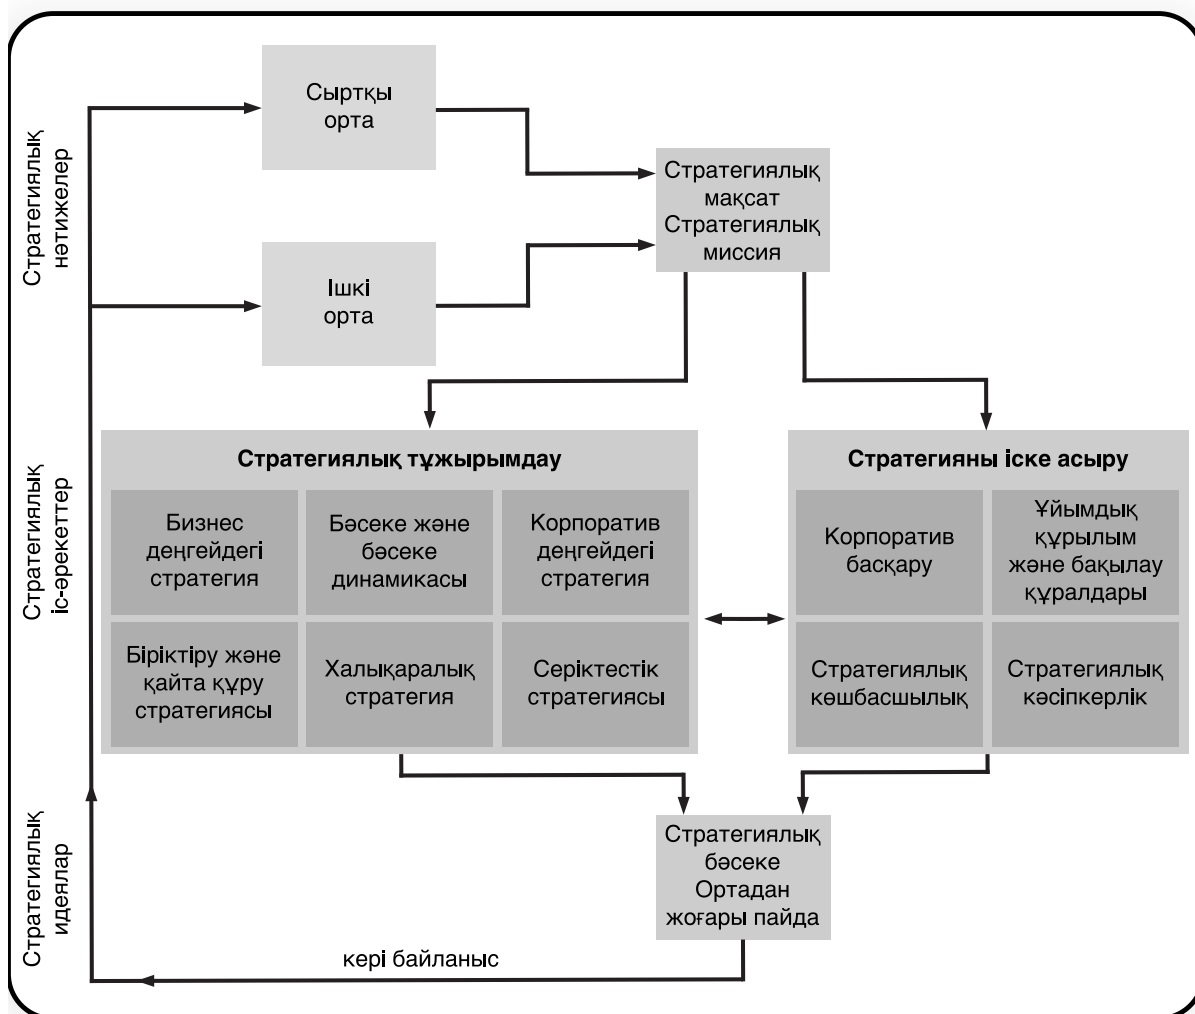 Стратегиялық
нәтижелер
Сыртқы
орта
Ішкі
орта
Стратегиялық
мақсат
Стратегиялық
миссия
Стратегиялық
іс-әрекеттер
Стратегиялық тұжырымдау
Бизнес
деңгейдегі
стратегия
Бәсеке және
бәсеке
динамикасы
Корпоратив
деңгейдегі
стратегия
Біріктіру және
қайта құру
стратегиясы
Халықаралық
стратегия
Серіктестік
стратегиясы
Стратегияны іске асыру
Корпоратив
басқару
Ұйымдық
құрылым
және бақылау
құралдары
Стратегиялық
көшбасшылық
Стратегиялық
кәсіпкерлік
Стратегиялық
идеялар
Стратегиялық
бәсеке
Ортадан
жоғары пайда
кері байланыс